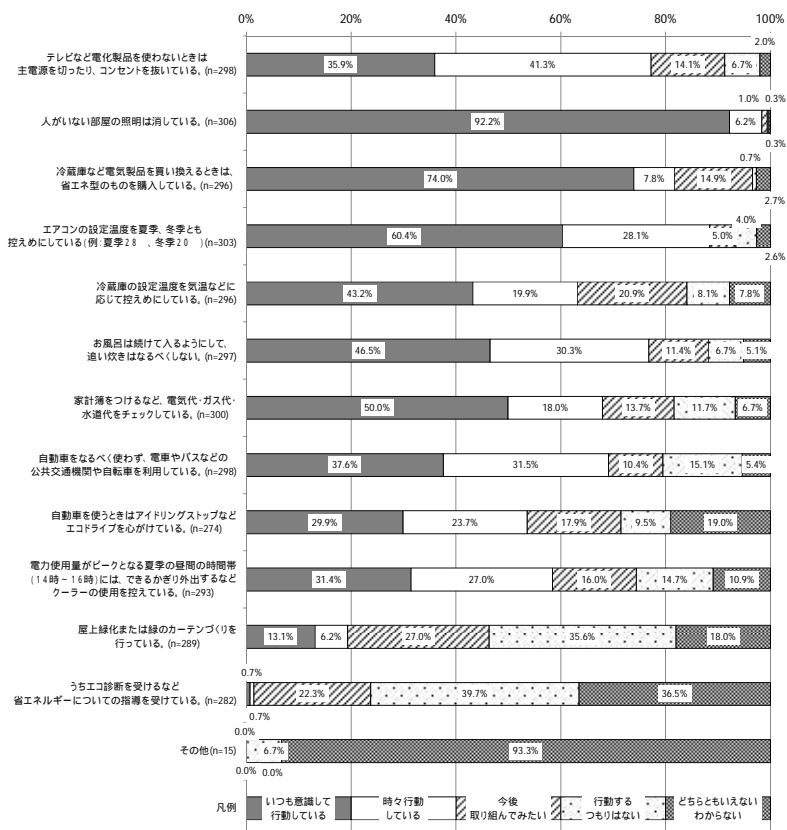 0% 20% 40% 60% 80% 100%
2.0%
テレビなど電化製品を使わないときは
主電源を切ったり、コンセントを抜いている。(n=298)
35.9% 41.3% 14.1% 6.7%
1.0% 0.3%
人がいない部屋の照明は消している。(n=306)
92.2% 6.2%
0.3%
0.7%
冷蔵庫など電気製品を買い換えるときは、
省エネ型のものを購入している。(n=296)
74.0% 7.8% 14.9%
2.7%
4.0%
エアコンの設定温度を夏季、冬季とも
控えめにしている(例:夏季28 、冬季20 )(n=303)
60.4% 28.1% 5.0%
2.6%
冷蔵庫の設定温度を気温などに
応じて控えめにしている。(n=296)
43.2% 19.9% 20.9% 8.1% 7.8%
お風呂は続けて入るようにして、
追い炊きはなるべくしない。(n=297)
46.5% 30.3% 11.4% 6.7% 5.1%
家計簿をつけるなど、電気代・ガス代・
水道代をチェックしている。(n=300)
50.0% 18.0% 13.7% 11.7% 6.7%
自動車をなるべく使わず、電車やバスなどの
公共交通機関や自転車を利用している。(n=298)
37.6% 31.5% 10.4% 15.1% 5.4%
自動車を使うときはアイドリングストップなど
エコドライブを心がけている。(n=274)
29.9% 23.7% 17.9% 9.5% 19.0%
電力使用量がピークとなる夏季の昼間の時間帯
(14時~16時)には、できるかぎり外出するなど
クーラーの使用を控えている。(n=293)
31.4% 27.0% 16.0% 14.7% 10.9%
屋上緑化または緑のカーテンづくりを
行っている。(n=289)
13.1% 6.2% 27.0% 35.6% 18.0%
0.7%
うちエコ診断を受けるなど
省エネルギーについての指導を受けている。(n=282)
22.3% 39.7% 36.5%
0.7%
0.0%
その他(n=15)
6.7% 93.3%
0.0% 0.0%
凡例
いつも意識して
行動している
時々行動
している
今後
取り組んでみたい
行動する
つもりはない
どちらともいえない
わからない